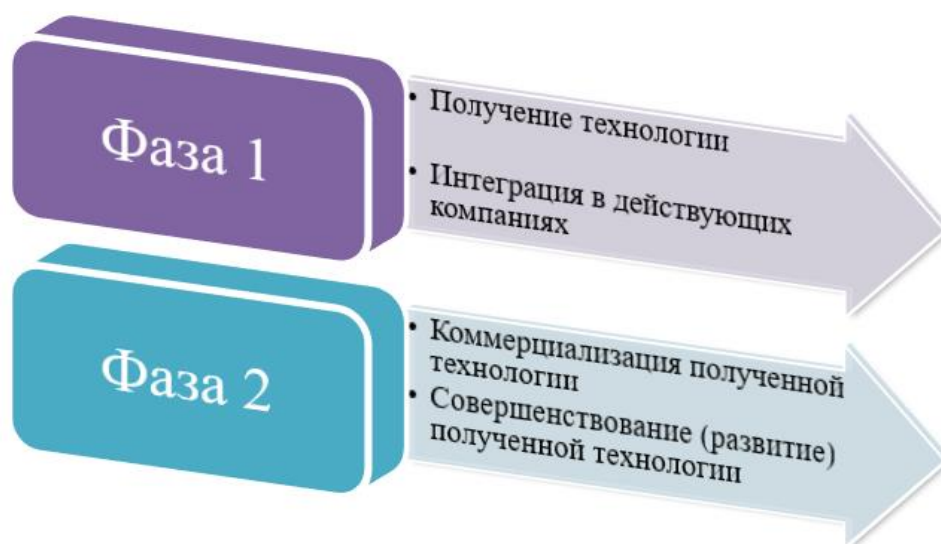 Фаза 1
• Получение технологии
• Интеграция в действующих
компаниях
Фаза 2
• Коммерциализация полученной
технологии
• Совершенствование (развитие)
полученной технологии